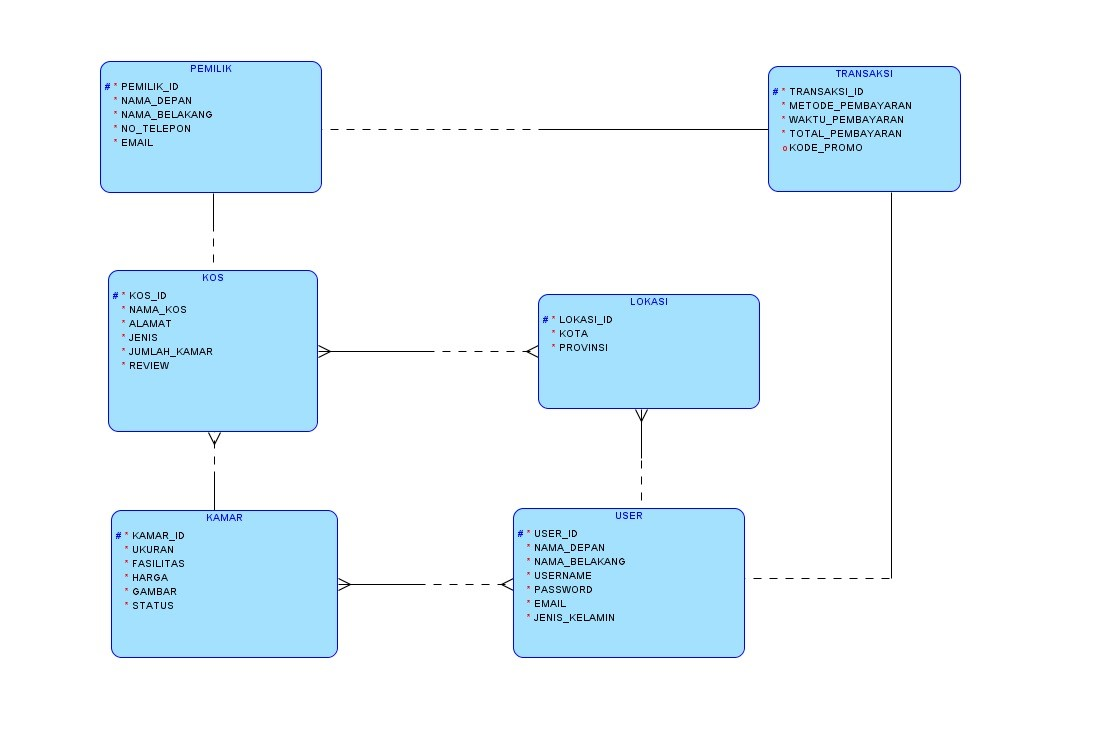 PEMILIK
# * PEMILIK_ID
* NAMA_DEPAN
* NAMA_BELAKANG
* NO_TELEPON
* EMAIL
TRANSAKSI
# * TRANSAKSI_ID
* METODE_PEMBAYARAN
* WAKTU_PEMBAYARAN
* TOTAL_PEMBAYARAN
o KODE_PROMO
KOS
# * KOS_ID
* NAMA_KOS
* ALAMAT
* JENIS
* JUMLAH_KAMAR
* REVIEW
LOKASI
# * LOKASI_ID
* KOTA
* PROVINSI
KAMAR
# * KAMAR_ID
* UKURAN
* FASILITAS
* HARGA
* GAMBAR
* STATUS
USER
# * USER_ID
* NAMA_DEPAN
* NAMA_BELAKANG
* USERNAME
* PASSWORD
* EMAIL
* JENIS_KELAMIN